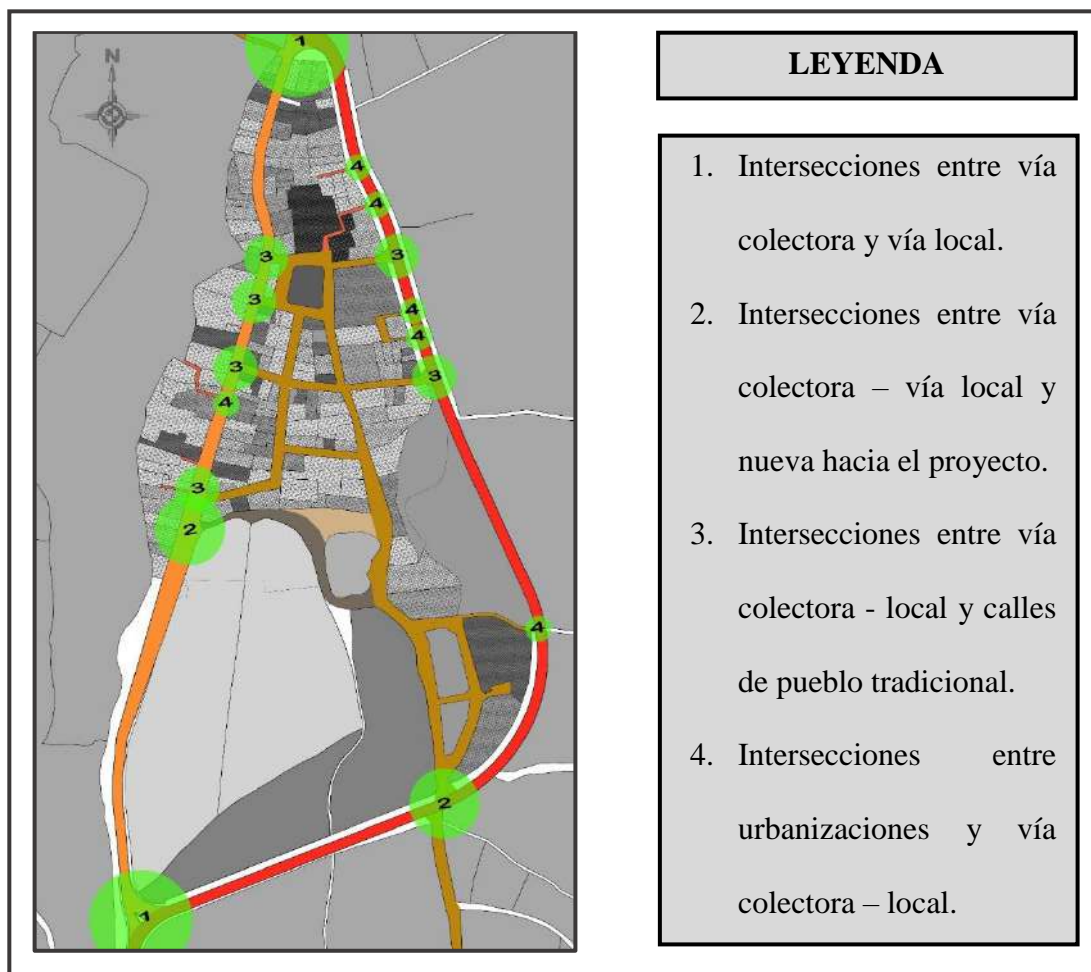 N
1
4
4
3
3
3
4
4
3
3
4
3
2
4
2
1
LEYENDA
1. Intersecciones entre vía
colectora y vía local.
2. Intersecciones entre vía
colectora – vía local y
nueva hacia el proyecto.
3. Intersecciones entre vía
colectora - local y calles
de pueblo tradicional.
4. Intersecciones entre
urbanizaciones y vía
colectora – local.